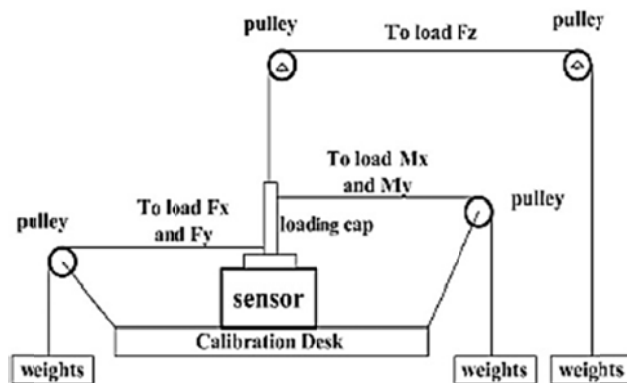 pulley
pulley
To load Fz
To load Mx
and My
pulley
To load Fx
and Fy
pulley
loading cap
sensor
Calibration Desk
weights
weights
weights